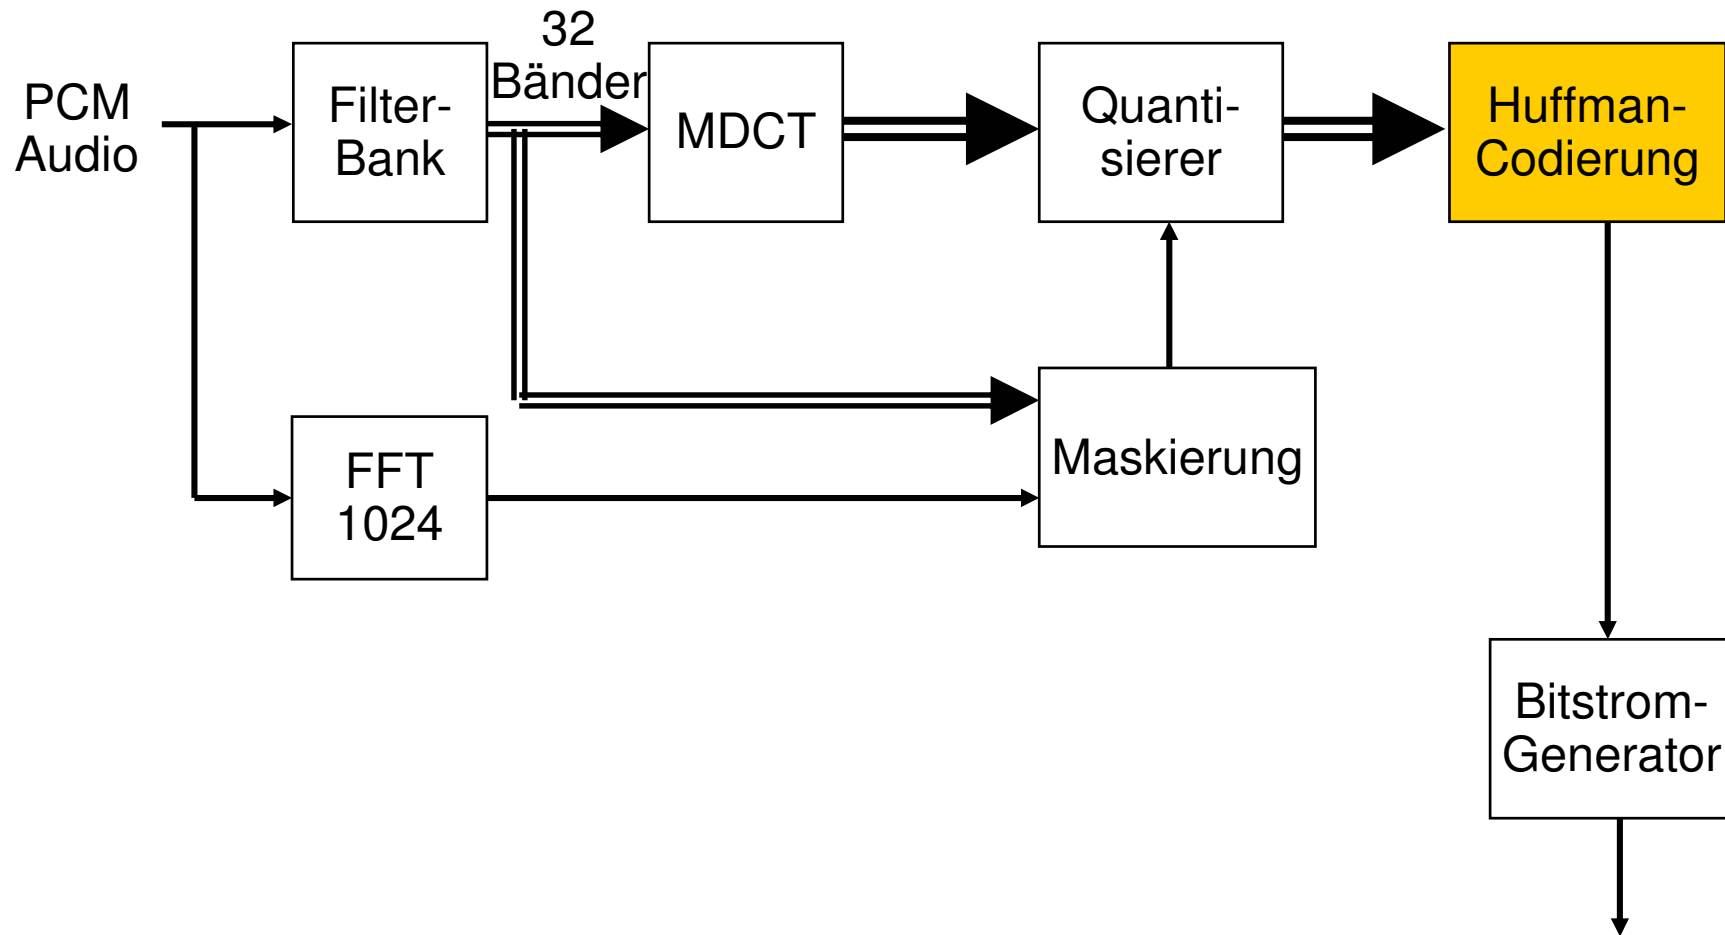 32
Bänder
PCM
Audio
Filter-
Bank
MDCT
Quanti-
sierer
Huffman-
Codierung
FFT
1024
Maskierung
Bitstrom-
Generator